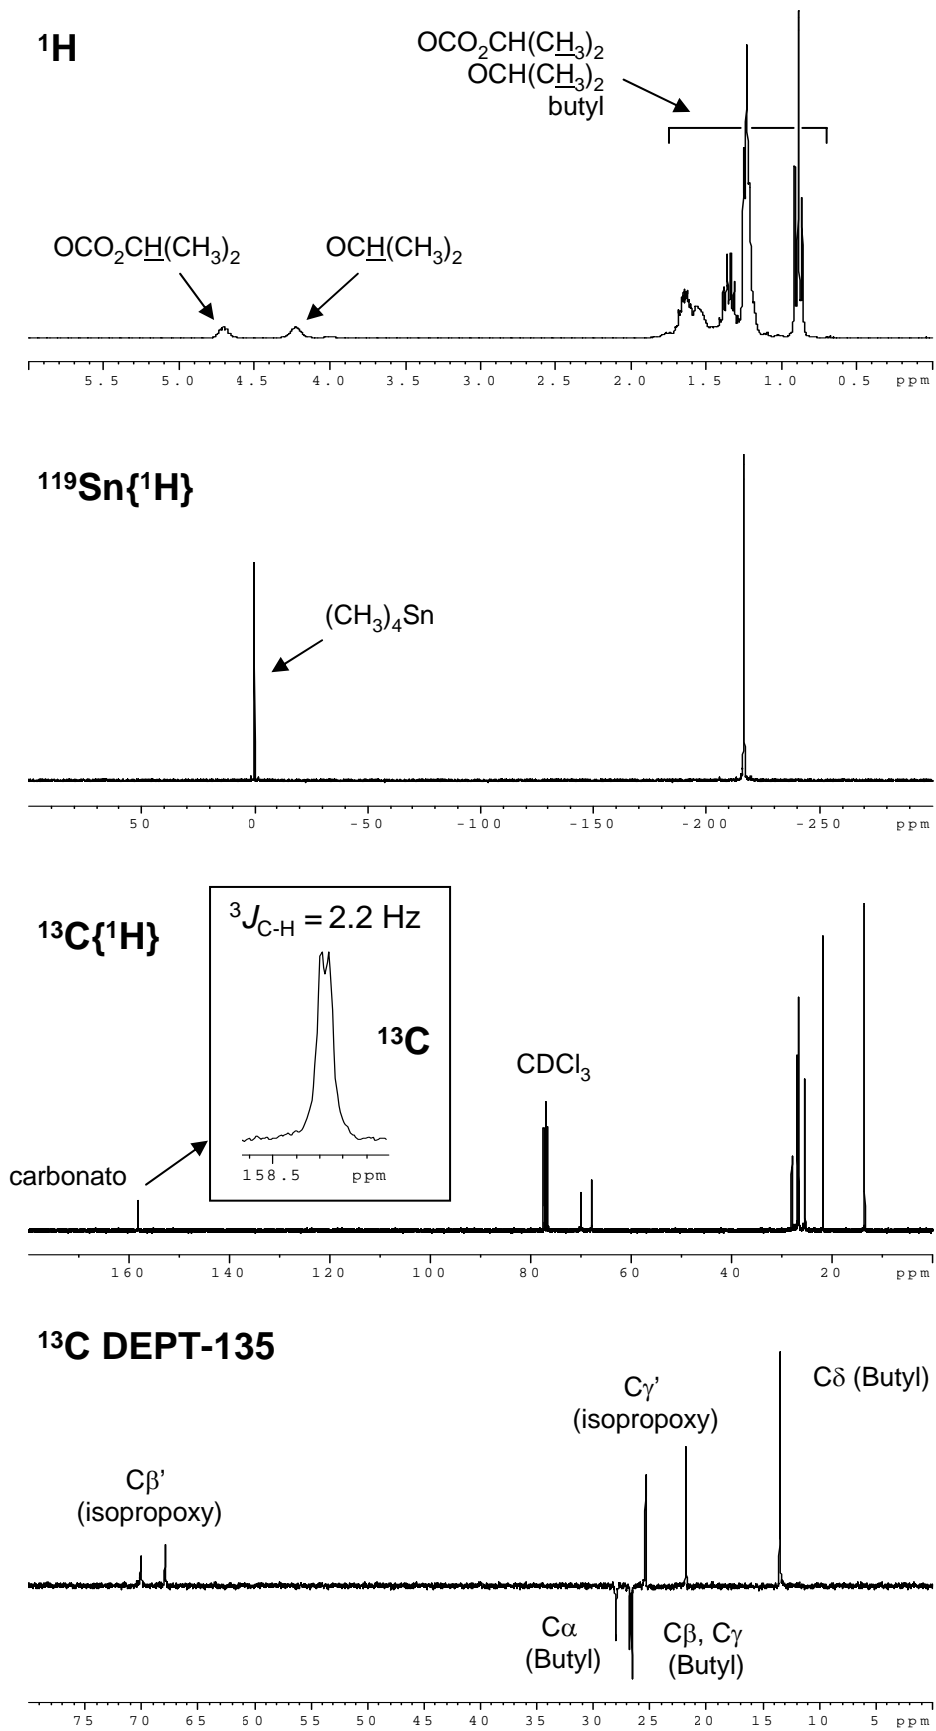 ¹H
OCO₂CH(CH₃)₂
OCH(CH₃)₂
butyl
OCO₂CH(CH₃)₂
OCH(CH₃)₂
5.5 5.0 4.5 4.0 3.5 3.0 2.5 2.0 1.5 1.0 0.5 ppm
¹¹⁹Sn{¹H}
(CH₃)₄Sn
50 0 -50 -100 -150 -200 -250 ppm
¹³C{¹H}
³J_C-H = 2.2 Hz
¹³C
CDCl₃
carbonato
158.5 ppm
160 140 120 100 80 60 40 20 ppm
¹³C DEPT-135
Cδ (Butyl)
Cγ’
(isopropoxy)
Cβ’
(isopropoxy)
Cα
(Butyl)
Cβ, Cγ
(Butyl)
75 70 65 60 55 50 45 40 35 30 25 20 15 10 5 ppm